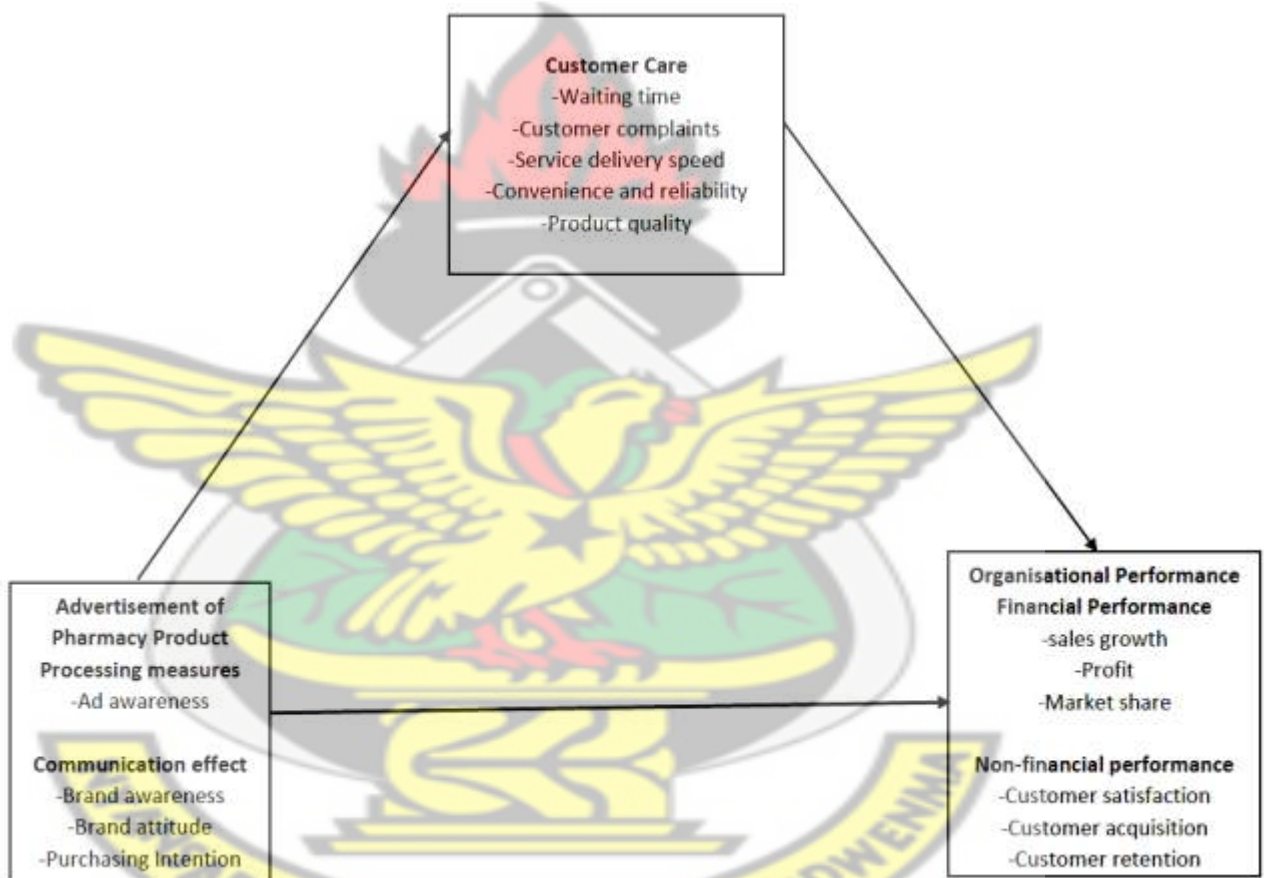 Customer Care
-Waiting time
-Customer complaints
-Service delivery speed
-Convenience and reliability
-Product quality
Advertisement of
Pharmacy Product
Processing measures
-Ad awareness
Communication effect
-Brand awareness
-Brand attitude
-Purchasing Intention
Organisational Performance
Financial Performance
-sales growth
-Profit
-Market share
Non-financial performance
-Customer satisfaction
-Customer acquisition
-Customer retention